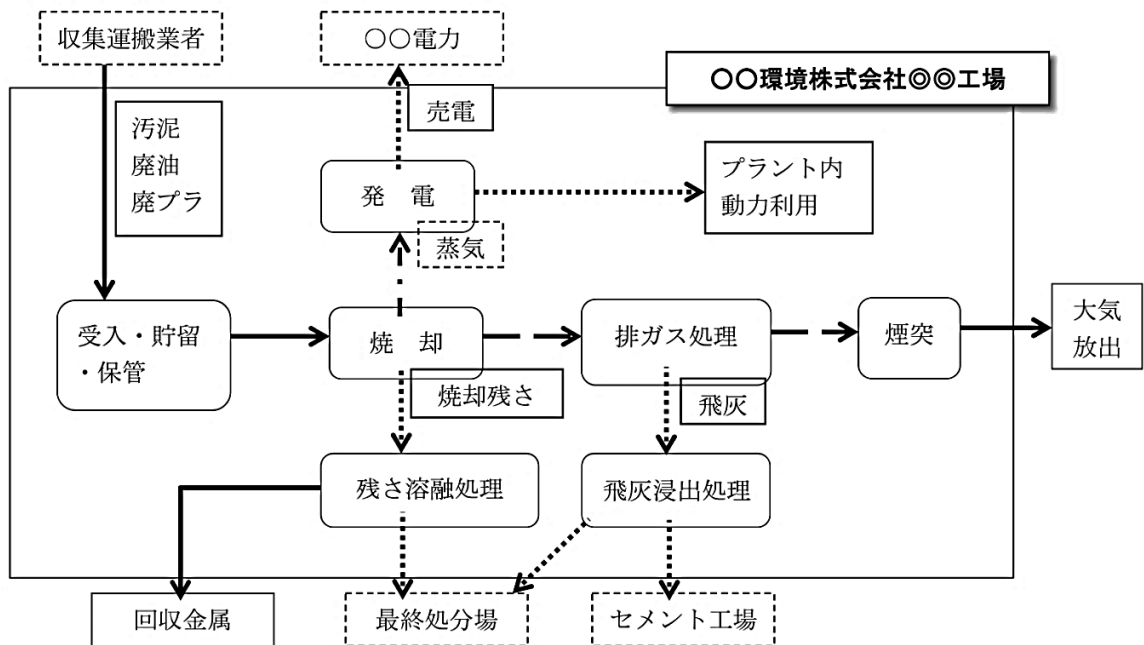 収集運搬業者
〇〇電力
〇〇環境株式会社◎◎工場
売電
汚泥
廃油
廃プラ
発 電
プラント内
動力利用
蒸気
受入・貯留
・保管
焼 却
排ガス処理
煙突
大気
放出
焼却残さ
飛灰
残さ溶融処理
飛灰浸出処理
回収金属
最終処分場
セメント工場